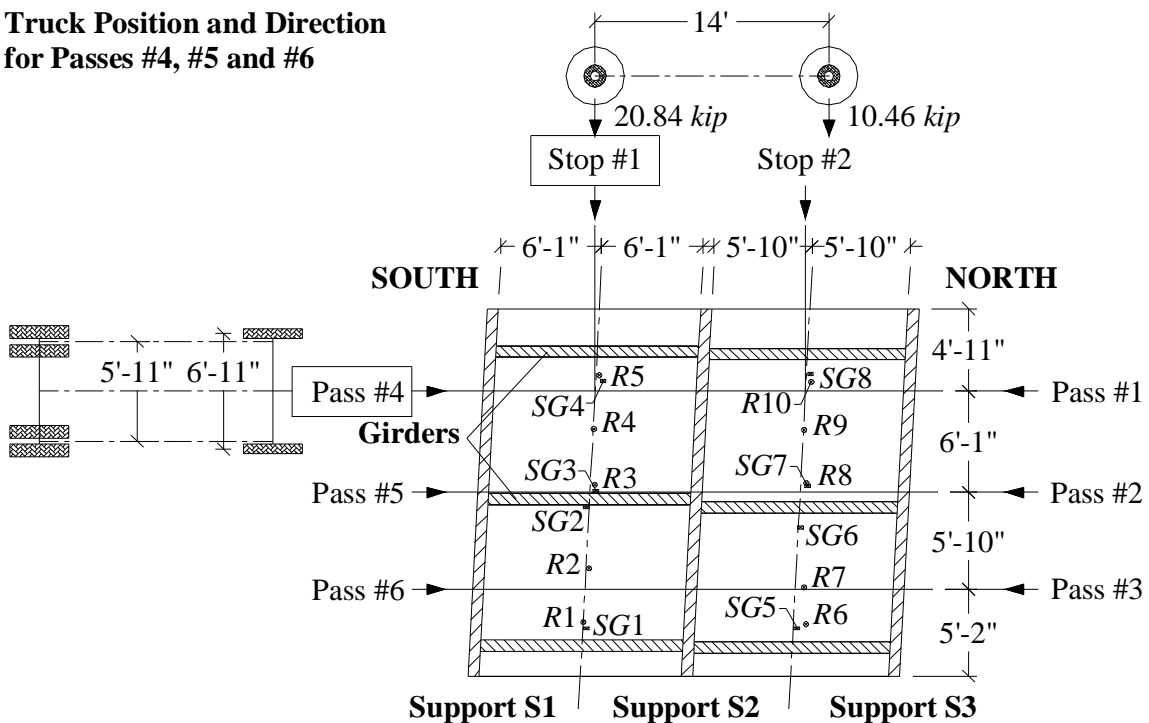 Truck Position and Direction
for Passes #4, #5 and #6
14'
20.84 kip
10.46 kip
Stop #1
Stop #2
6'-1"
6'-1"
5'-10"
5'-10"
SOUTH
NORTH
4'-11"
5'-11"
6'-11"
Pass #4
R5
SG4
SG8
R10
Pass #1
Girders
R4
R9
6'-1"
SG3
R3
SG7
R8
Pass #5
Pass #2
SG2
SG6
5'-10"
R2
R7
Pass #6
Pass #3
R1
SG1
SG5
R6
5'-2"
Support S1
Support S2
Support S3